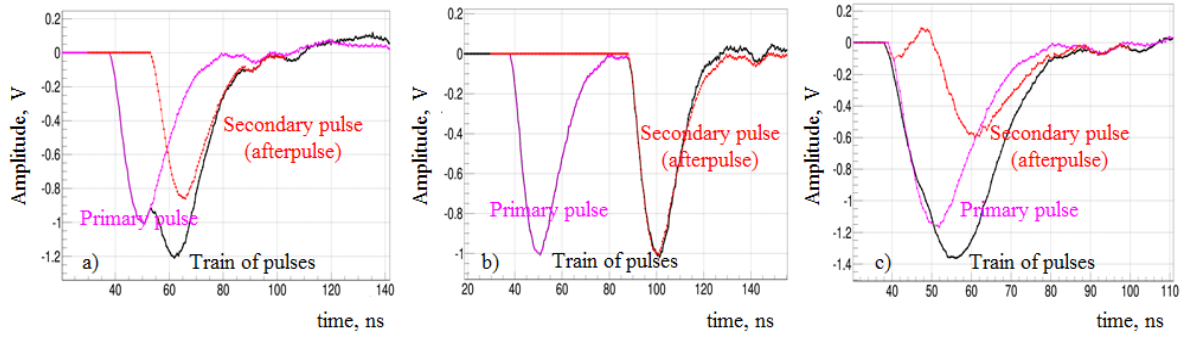 0.2
0
-0.2
-0.4
-0.6
-0.8
-1
-1.2
Amplitude, V
Secondary pulse
(afterpulse)
Primary pulse
a)
Train of pulses
40 60 80 100 120 140
time, ns
0.2
0
-0.2
-0.4
-0.6
-0.8
-1
Amplitude, V
Secondary pulse
(afterpulse)
Primary pulse
b)
Train of pulses
20 40 60 80 100 120 140
time, ns
0.2
0
-0.2
-0.4
-0.6
-0.8
-1
-1.2
-1.4
Amplitude, V
Secondary pulse
(afterpulse)
Primary pulse
c)
Train of pulses
40 50 60 70 80 90 100 110
time, ns